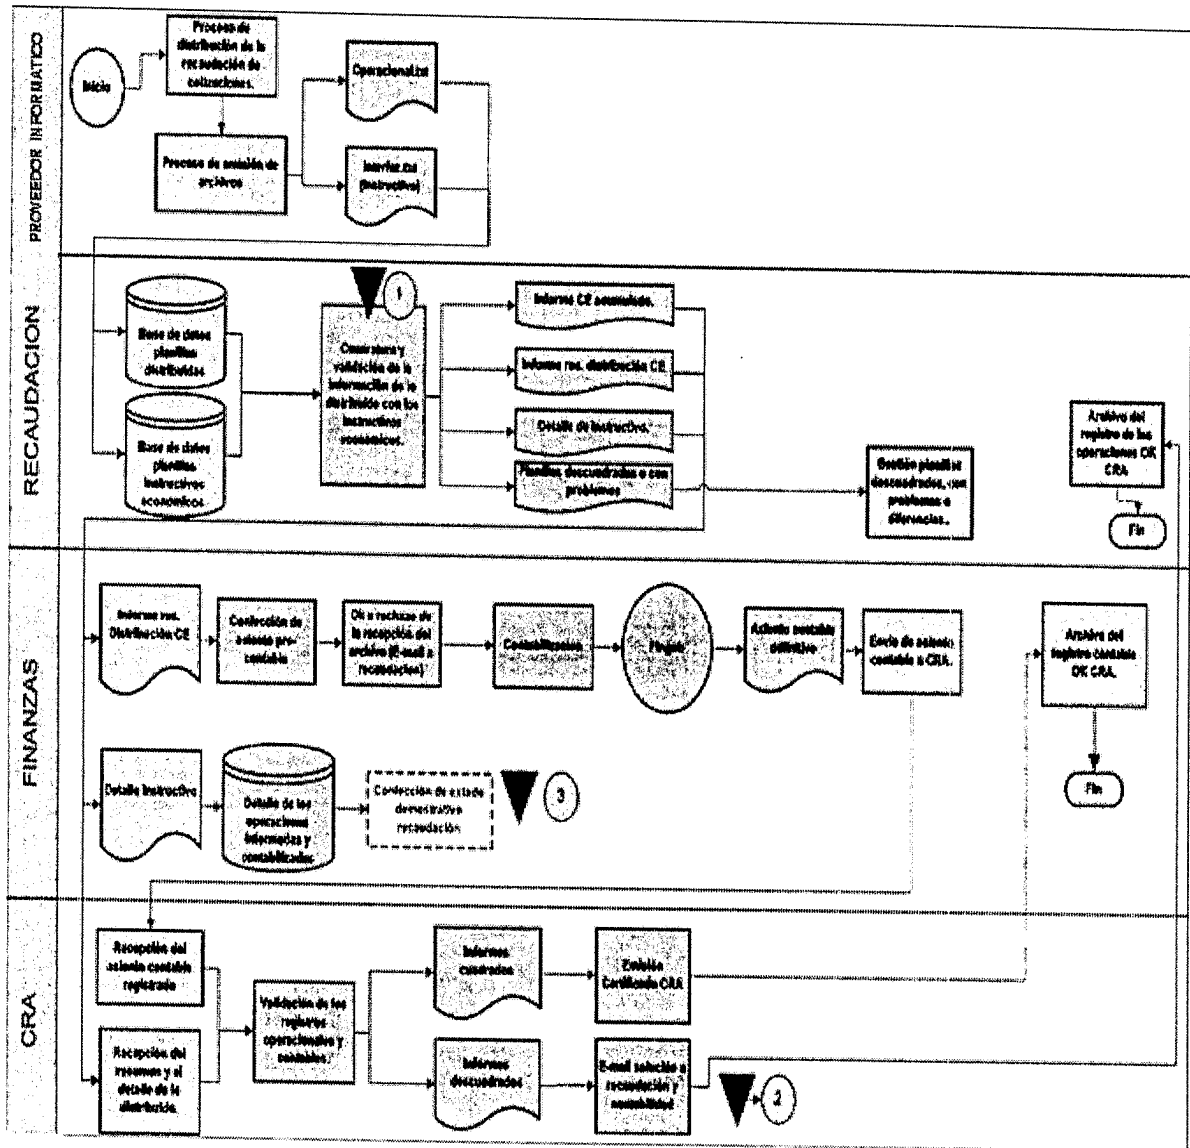 PROVEEDOR INFORMATICO
Inicio
Proceso de
distribución de la
recaudación de
cotizaciones.
Proceso de emisión de
archivos
Operacional.txt
(Instructivo)
RECAUDACION
Base de datos
planillas
distribuidas
Base de datos
planillas
Instructivos
económicos
1
y
validación de la
información de lo
distribuido con los
instructivos
económicos.
Informe CE acumulado.
Informe res. distribución CE
Detalle de Instructivo.
Planillas descuadradas o con
problemas
Gestión planillas
descuadradas, con
problemas o
diferencias.
Archivo del
registro de las
operaciones OK
CRA
Fin
FINANZAS
Informe res.
Distribución CE
Confección de
asiento pre-
contable
Ok o rechazo de
la recepción del
archivo (E-mail a
recaudacion)
Contabilización
Asiento contable
definitivo
Envío de asiento
contable a CRA.
Archivo del
registro contable
OK CRA.
Fin
Detalle Instructivo
Detalle de las
operaciones
informadas y
contabilizadas
Confección de estado
demostrativo
recaudación
3
CRA
Recepción del
asiento contable
registrado
Recepción del
resumen y el
detalle de lo
distribuido.
Validación de los
registros
operacionales y
contables.
Informes
cuadrados
Emisión
Certificado CRA
Informes
descuadrados
E-mail solución a
recaudación y
contabilidad
2